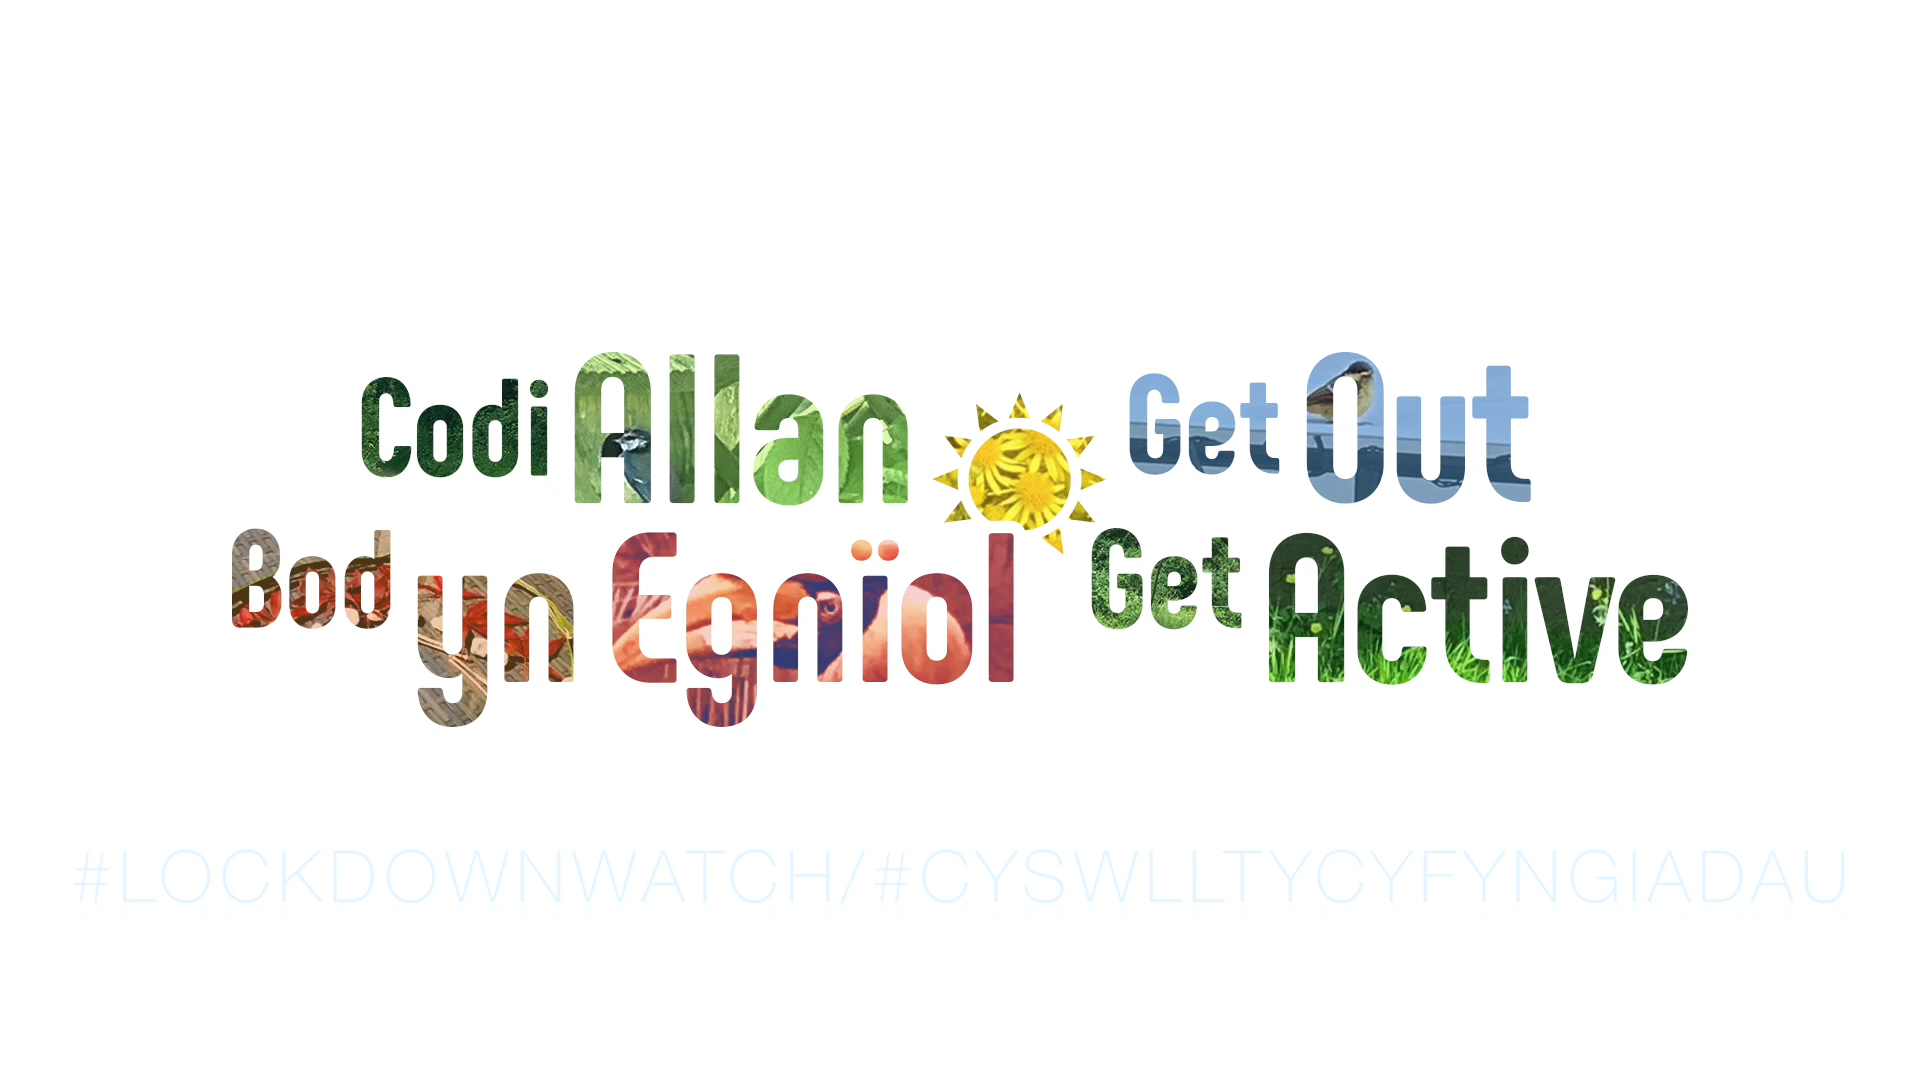 Codi Allan
Bod yn Egnïol
Get Out
Get Active
#LOCKDOWNWATCH/#CYSWLLTYCYFYNGIADAU